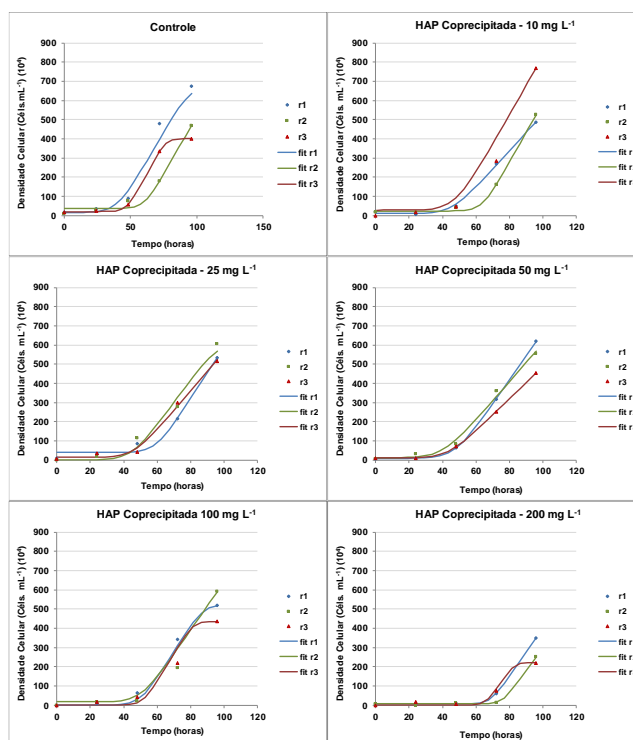 Controle
900
800
700
600
500
400
300
200
100
0
0 50 100 150
Densidade Celular (Céls.mL⁻¹) (10⁴)
Tempo (horas)
r1
r2
r3
fit r1
fit r2
fit r3
HAP Coprecipitada - 10 mg L⁻¹
900
800
700
600
500
400
300
200
100
0
0 20 40 60 80 100 120
Densidade Celular (Céls. mL⁻¹) (10⁴)
Tempo (horas)
r1
r2
r3
fit r
fit r
fit r
HAP Coprecipitada - 25 mg L⁻¹
900
800
700
600
500
400
300
200
100
0
0 20 40 60 80 100 120
Densidade Celular (Céls. mL⁻¹) (10⁴)
Tempo (horas)
r1
r2
r3
fit r1
fit r2
fit r3
HAP Coprecipitada 50 mg L⁻¹
900
800
700
600
500
400
300
200
100
0
0 20 40 60 80 100 120
Densidade Celular (Céls. mL⁻¹) (10⁴)
Tempo (horas)
r1
r2
r3
fit r
fit r
fit r
HAP Coprecipitada 100 mg L⁻¹
900
800
700
600
500
400
300
200
100
0
0 20 40 60 80 100 120
Densidade Celular (Céls. mL⁻¹) (10⁴)
Tempo (horas)
r1
r2
r3
fit r1
fit r2
fit r3
HAP Coprecipitada - 200 mg L⁻¹
900
800
700
600
500
400
300
200
100
0
0 20 40 60 80 100 120
Densidade Celular (Céls. mL⁻¹) (10⁴)
Tempo (horas)
r1
r2
r3
fit r
fit r
fit r